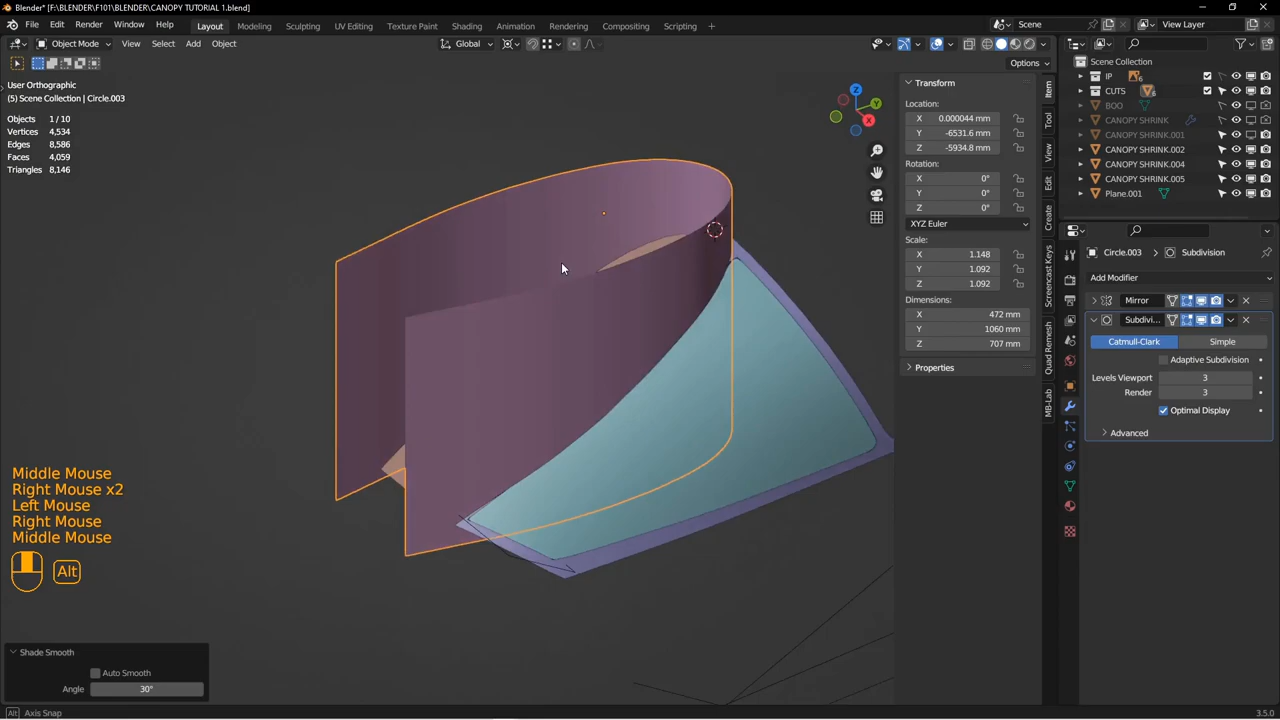 Blender* [F:\BLENDER\F101\BLENDER\CANOPY TUTORIAL 1.blend]
File Edit Render Window Help Layout Modeling Sculpting UV Editing Texture Paint Shading Animation Rendering Compositing Scripting + Scene View Layer
Object Mode View Select Add Object Global
Options
User Orthographic
(5) Scene Collection | Circle.003
Objects 1 / 10
Vertices 4,534
Edges 8,586
Faces 4,059
Triangles 8,146
Z
Y
X
Transform
Location:
X 0.000044 mm
Y -6531.6 mm
Z -5934.8 mm
Rotation:
X 0°
Y 0°
Z 0°
XYZ Euler
Scale:
X 1.148
Y 1.092
Z 1.092
Dimensions:
X 472 mm
Y 1060 mm
Z 707 mm
Properties
Item
Tool
View
Edit
Create
Screencast Keys
Quad Remesh
MB-Lab
Scene Collection
IP 6
CUTS 6
BOO
CANOPY SHRINK
CANOPY SHRINK.001
CANOPY SHRINK.002
CANOPY SHRINK.004
CANOPY SHRINK.005
Plane.001
Circle.003 > Subdivision
Add Modifier
Mirror
Subdivi...
Catmull-Clark Simple
Adaptive Subdivision
Levels Viewport 3
Render 3
Optimal Display
Advanced
Middle Mouse
Right Mouse x2
Left Mouse
Right Mouse
Middle Mouse
Alt
Shade Smooth
Auto Smooth
Angle 30°
Alt Axis Snap
3.5.0